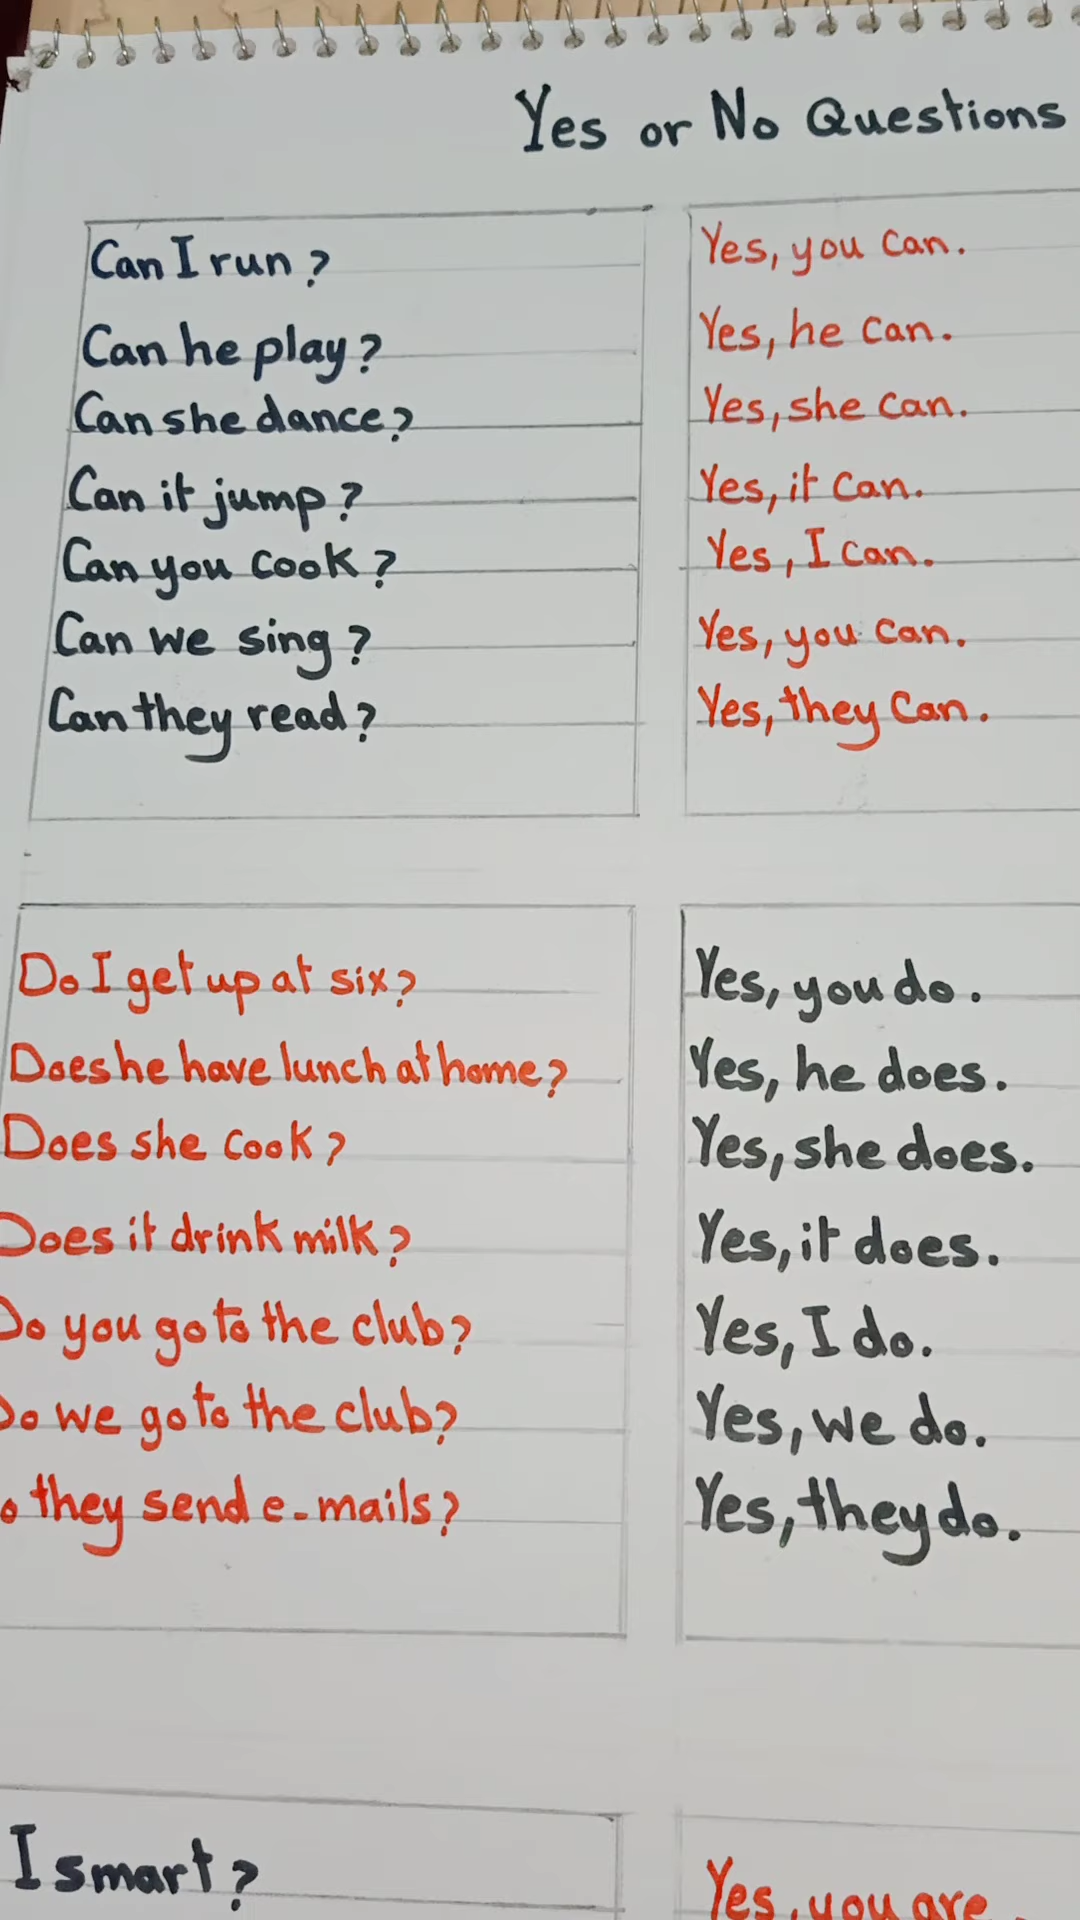 Yes or No Questions
Can I run?
Yes, you can.
Can he play?
Yes, he can.
Can she dance?
Yes, she can.
Can it jump?
Yes, it can.
Can you cook?
Yes, I can.
Can we sing?
Yes, you can.
Can they read?
Yes, they can.
Do I get up at six?
Yes, you do.
Does he have lunch at home?
Yes, he does.
Does she cook?
Yes, she does.
Does it drink milk?
Yes, it does.
Do you go to the club?
Yes, I do.
Do we go to the club?
Yes, we do.
o they send e-mails?
Yes, they do.
I smart?
Yes, you are.